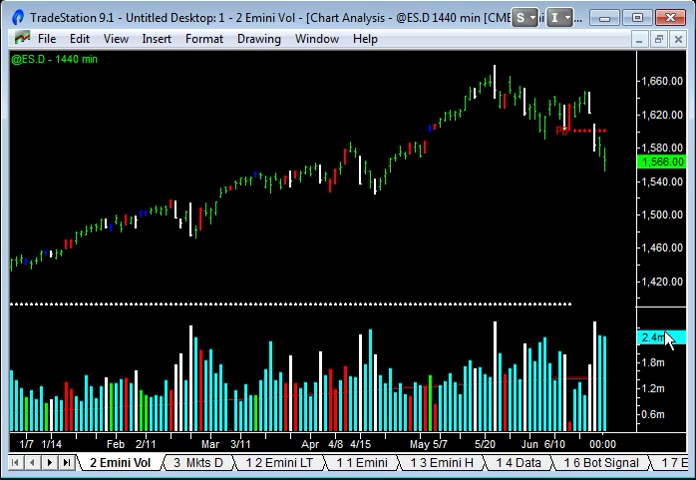 TradeStation 9.1 - Untitled Desktop: 1 - 2 Emini Vol - [Chart Analysis - @ES.D 1440 min [CME
S
I
File Edit View Insert Format Drawing Window Help
@ES.D - 1440 min
1,660.00
1,620.00
1,580.00
1,566.00
1,540.00
1,500.00
1,460.00
1,420.00
2.4m
1.8m
1.2m
0.6m
1/7 1/14 Feb 2/11 Mar 3/11 Apr 4/8 4/15 May 5/7 5/20 Jun 6/10 00:00
2 Emini Vol 3 Mkts D 1 2 Emini LT 1 1 Emini 1 3 Emini H 1 4 Data 1 6 Bot Signal 1 7 E